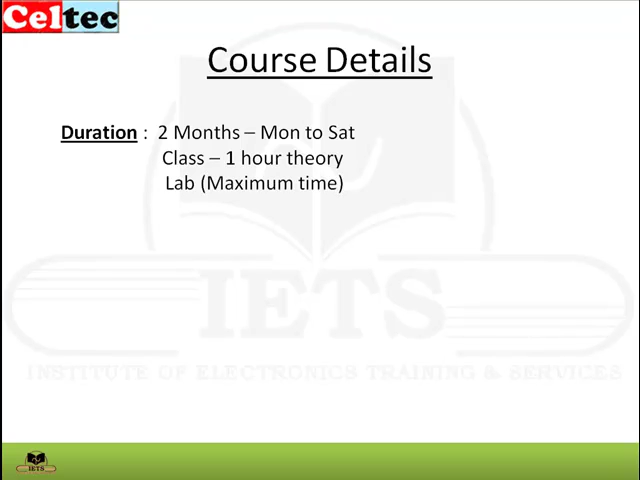 Celtec
Course Details
Duration : 2 Months – Mon to Sat
Class – 1 hour theory
Lab (Maximum time)
IETS
INSTITUTE OF ELECTRONICS TRAINING & SERVICES
IETS